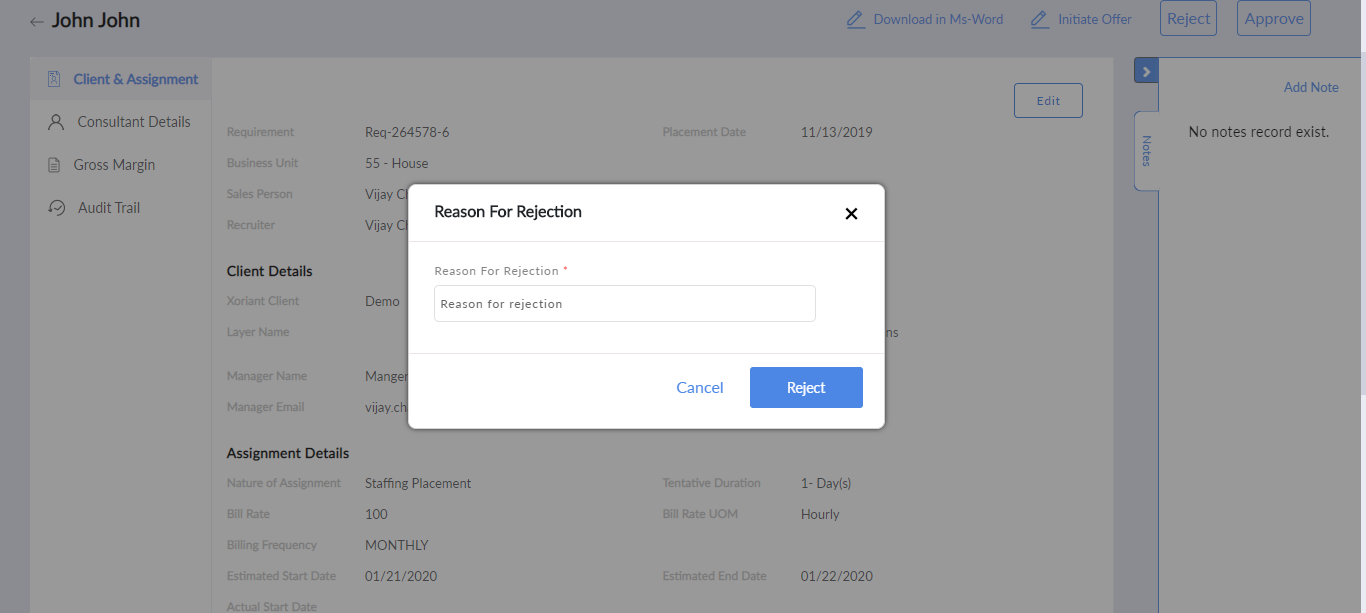 John John
Download in Ms-Word
Initiate Offer
Reject
Approve
Client & Assignment
Consultant Details
Gross Margin
Audit Trail
Edit
Requirement Req-264578-6 Placement Date 11/13/2019
Business Unit 55 - House
Sales Person Vijay
Recruiter Vijay
Client Details
Xoriant Client Demo
Layer Name
Manager Name Manger
Manager Email vijay.ch
Assignment Details
Nature of Assignment Staffing Placement Tentative Duration 1- Day(s)
Bill Rate 100 Bill Rate UOM Hourly
Billing Frequency MONTHLY
Estimated Start Date 01/21/2020 Estimated End Date 01/22/2020
Actual Start Date
Reason For Rejection
Reason For Rejection *
Reason for rejection
Cancel
Reject
Notes
Add Note
No notes record exist.